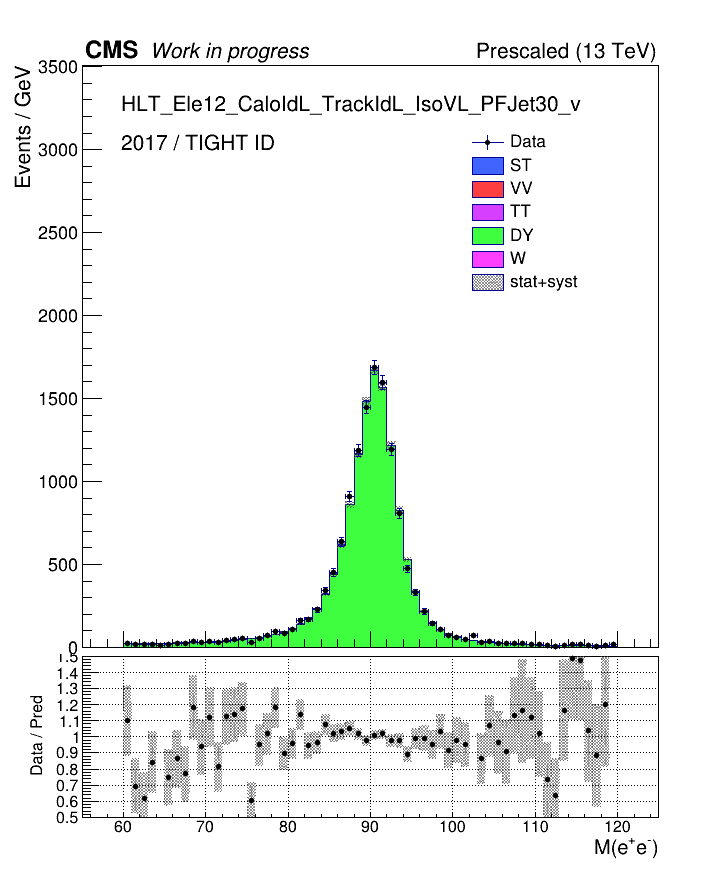 CMS Work in progress Prescaled (13 TeV)
Events / GeV
3500
3000
2500
2000
1500
1000
500
0
HLT_Ele12_CaloIdL_TrackIdL_IsoVL_PFJet30_v
2017 / TIGHT ID
Data
ST
VV
TT
DY
W
stat+syst
Data / Pred
1.5
1.4
1.3
1.2
1.1
1
0.9
0.8
0.7
0.6
0.5
60 70 80 90 100 110 120
M(e⁺e⁻)